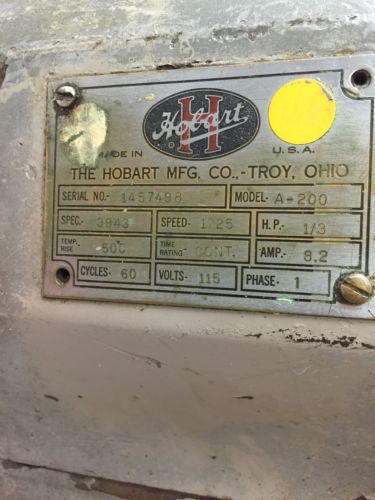 H
Hobart
MADE IN U.S.A.
THE HOBART MFG. CO.,-TROY, OHIO
SERIAL NO.- 1457498 MODEL- A-200
SPEC.- 3943 SPEED- 1725 H.P.- 1/3
TEMP. RISE 50C TIME RATING- CONT. AMP.- 8.2
CYCLES- 60 VOLTS- 115 PHASE- 1